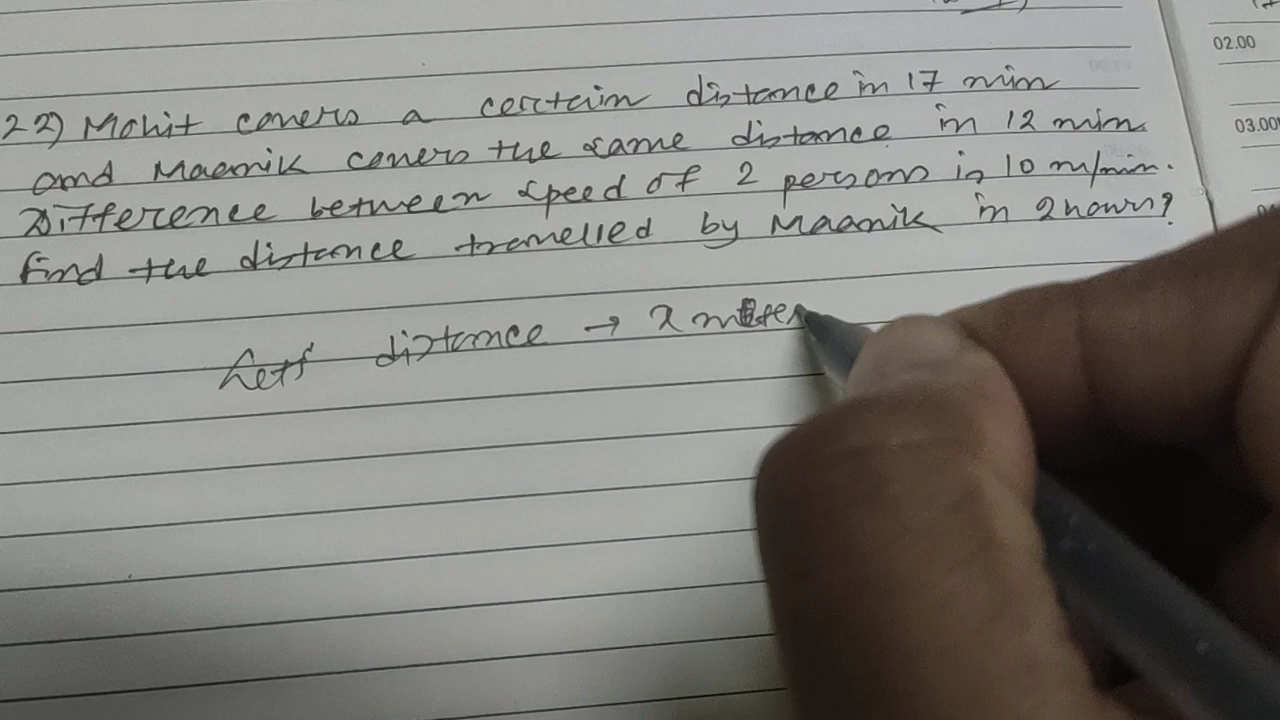 02.00
22) Mohit covers a certain distance in 17 min
and Maanik covers the same distance in 12 min.
Difference between speed of 2 persons is 10 m/min.
Find the distance travelled by Maanik in 2 hours?
03.00
Let's distance → x meter